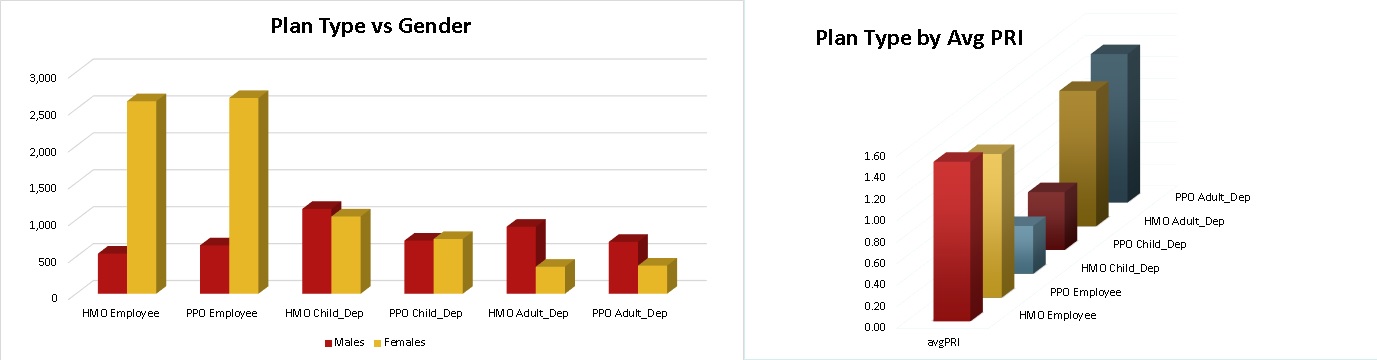 Plan Type vs Gender
3,000
2,500
2,000
1,500
1,000
500
0
HMO Employee PPO Employee HMO Child_Dep PPO Child_Dep HMO Adult_Dep PPO Adult_Dep
Males Females
Plan Type by Avg PRI
1.60
1.40
1.20
1.00
0.80
0.60
0.40
0.20
0.00
PPO Adult_Dep
HMO Adult_Dep
PPO Child_Dep
HMO Child_Dep
PPO Employee
HMO Employee
avgPRI